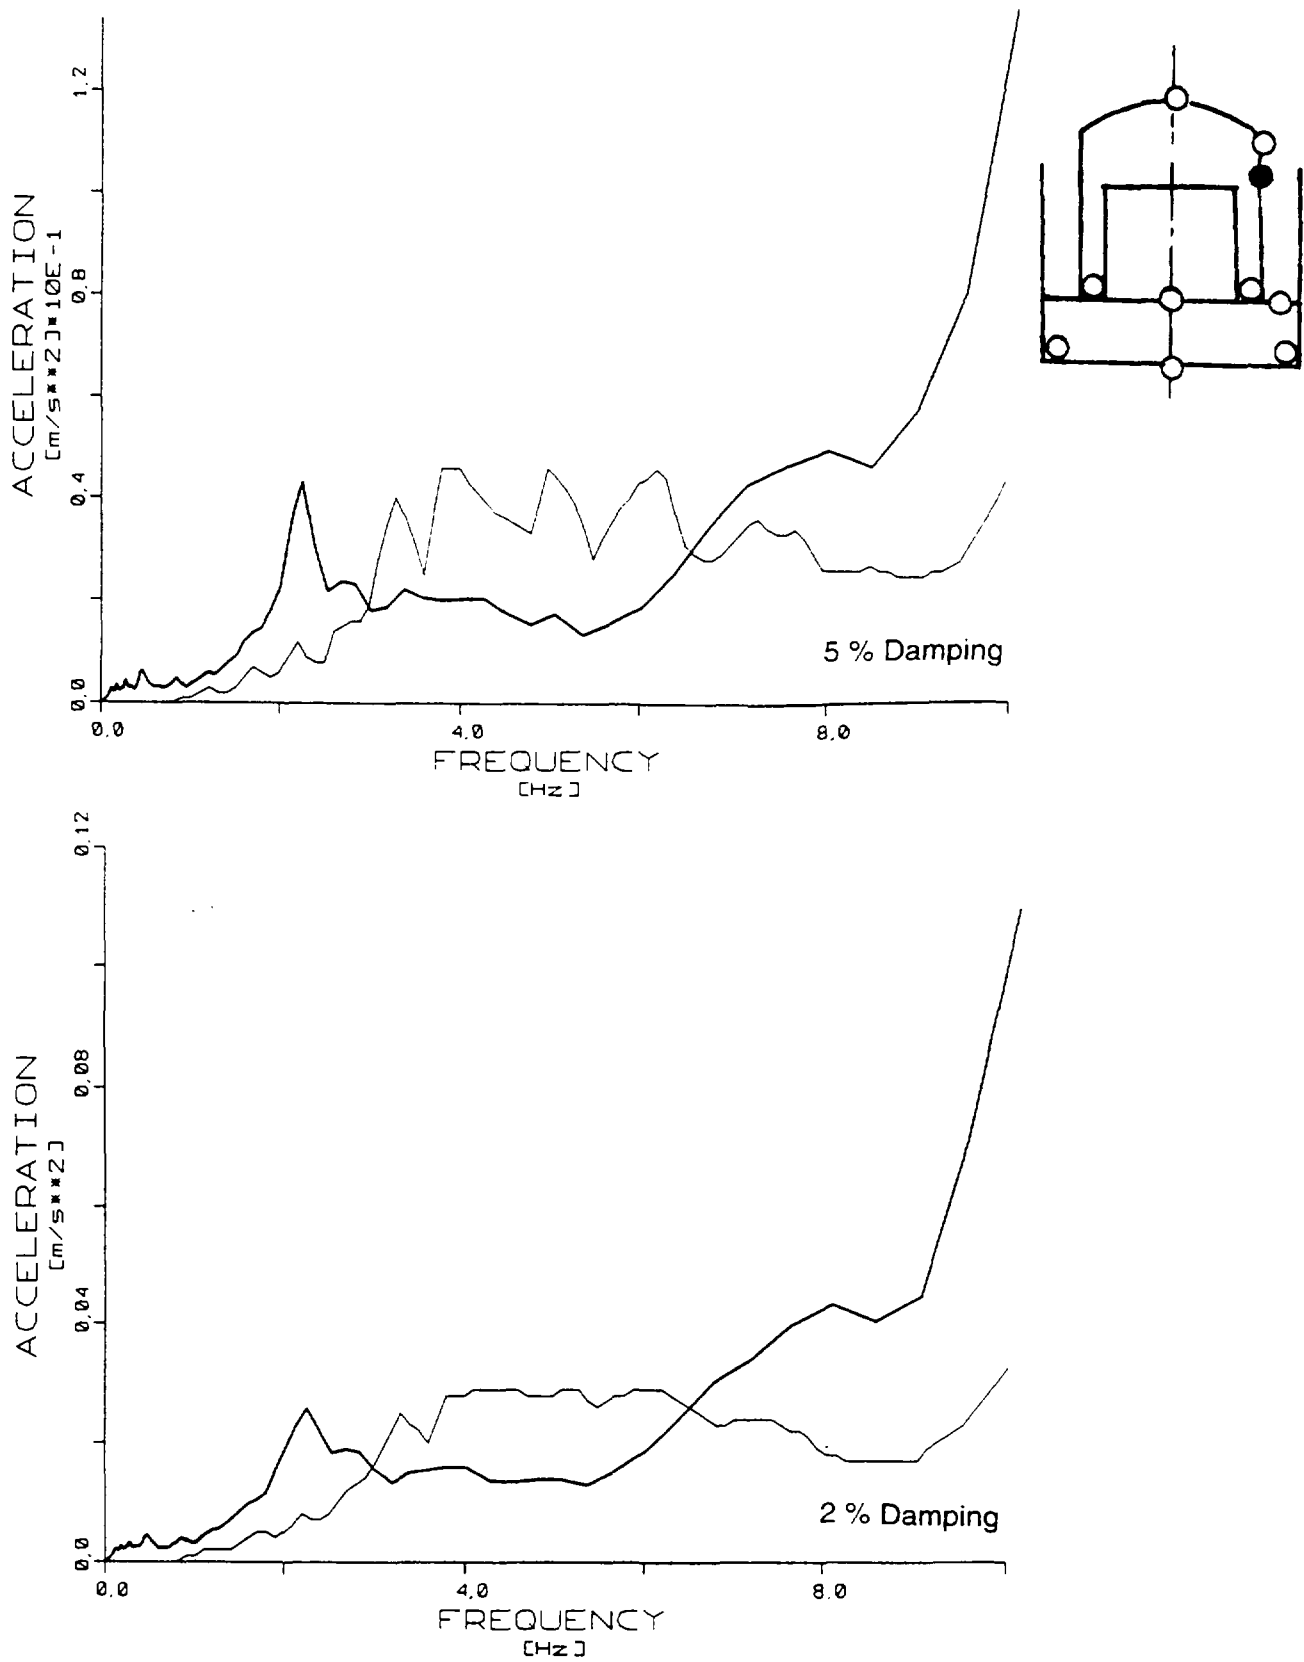 1.2
0.8
0.4
0.0
ACCELERATION
[m/s**2]*10E-1
0.0 4.0 8.0
FREQUENCY
[Hz]
5 % Damping
0.12
0.08
0.04
0.0
ACCELERATION
[m/s**2]
0.0 4.0 8.0
FREQUENCY
[Hz]
2 % Damping